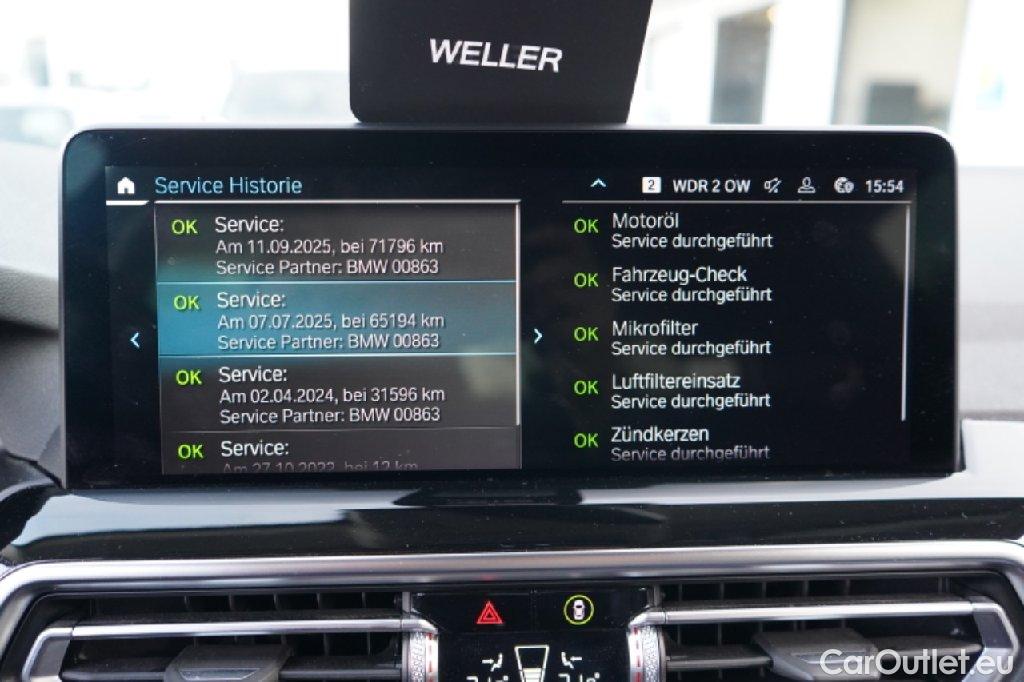 WELLER
Service Historie
2 WDR 2 OW 15:54
OK Service:
Am 11.09.2025, bei 71796 km
Service Partner: BMW 00863
OK Service:
Am 07.07.2025, bei 65194 km
Service Partner: BMW 00863
OK Service:
Am 02.04.2024, bei 31596 km
Service Partner: BMW 00863
OK Service:
OK Motoröl
Service durchgeführt
OK Fahrzeug-Check
Service durchgeführt
OK Mikrofilter
Service durchgeführt
OK Luftfiltereinsatz
Service durchgeführt
OK Zündkerzen
Service durchgeführt
CarOutlet.eu